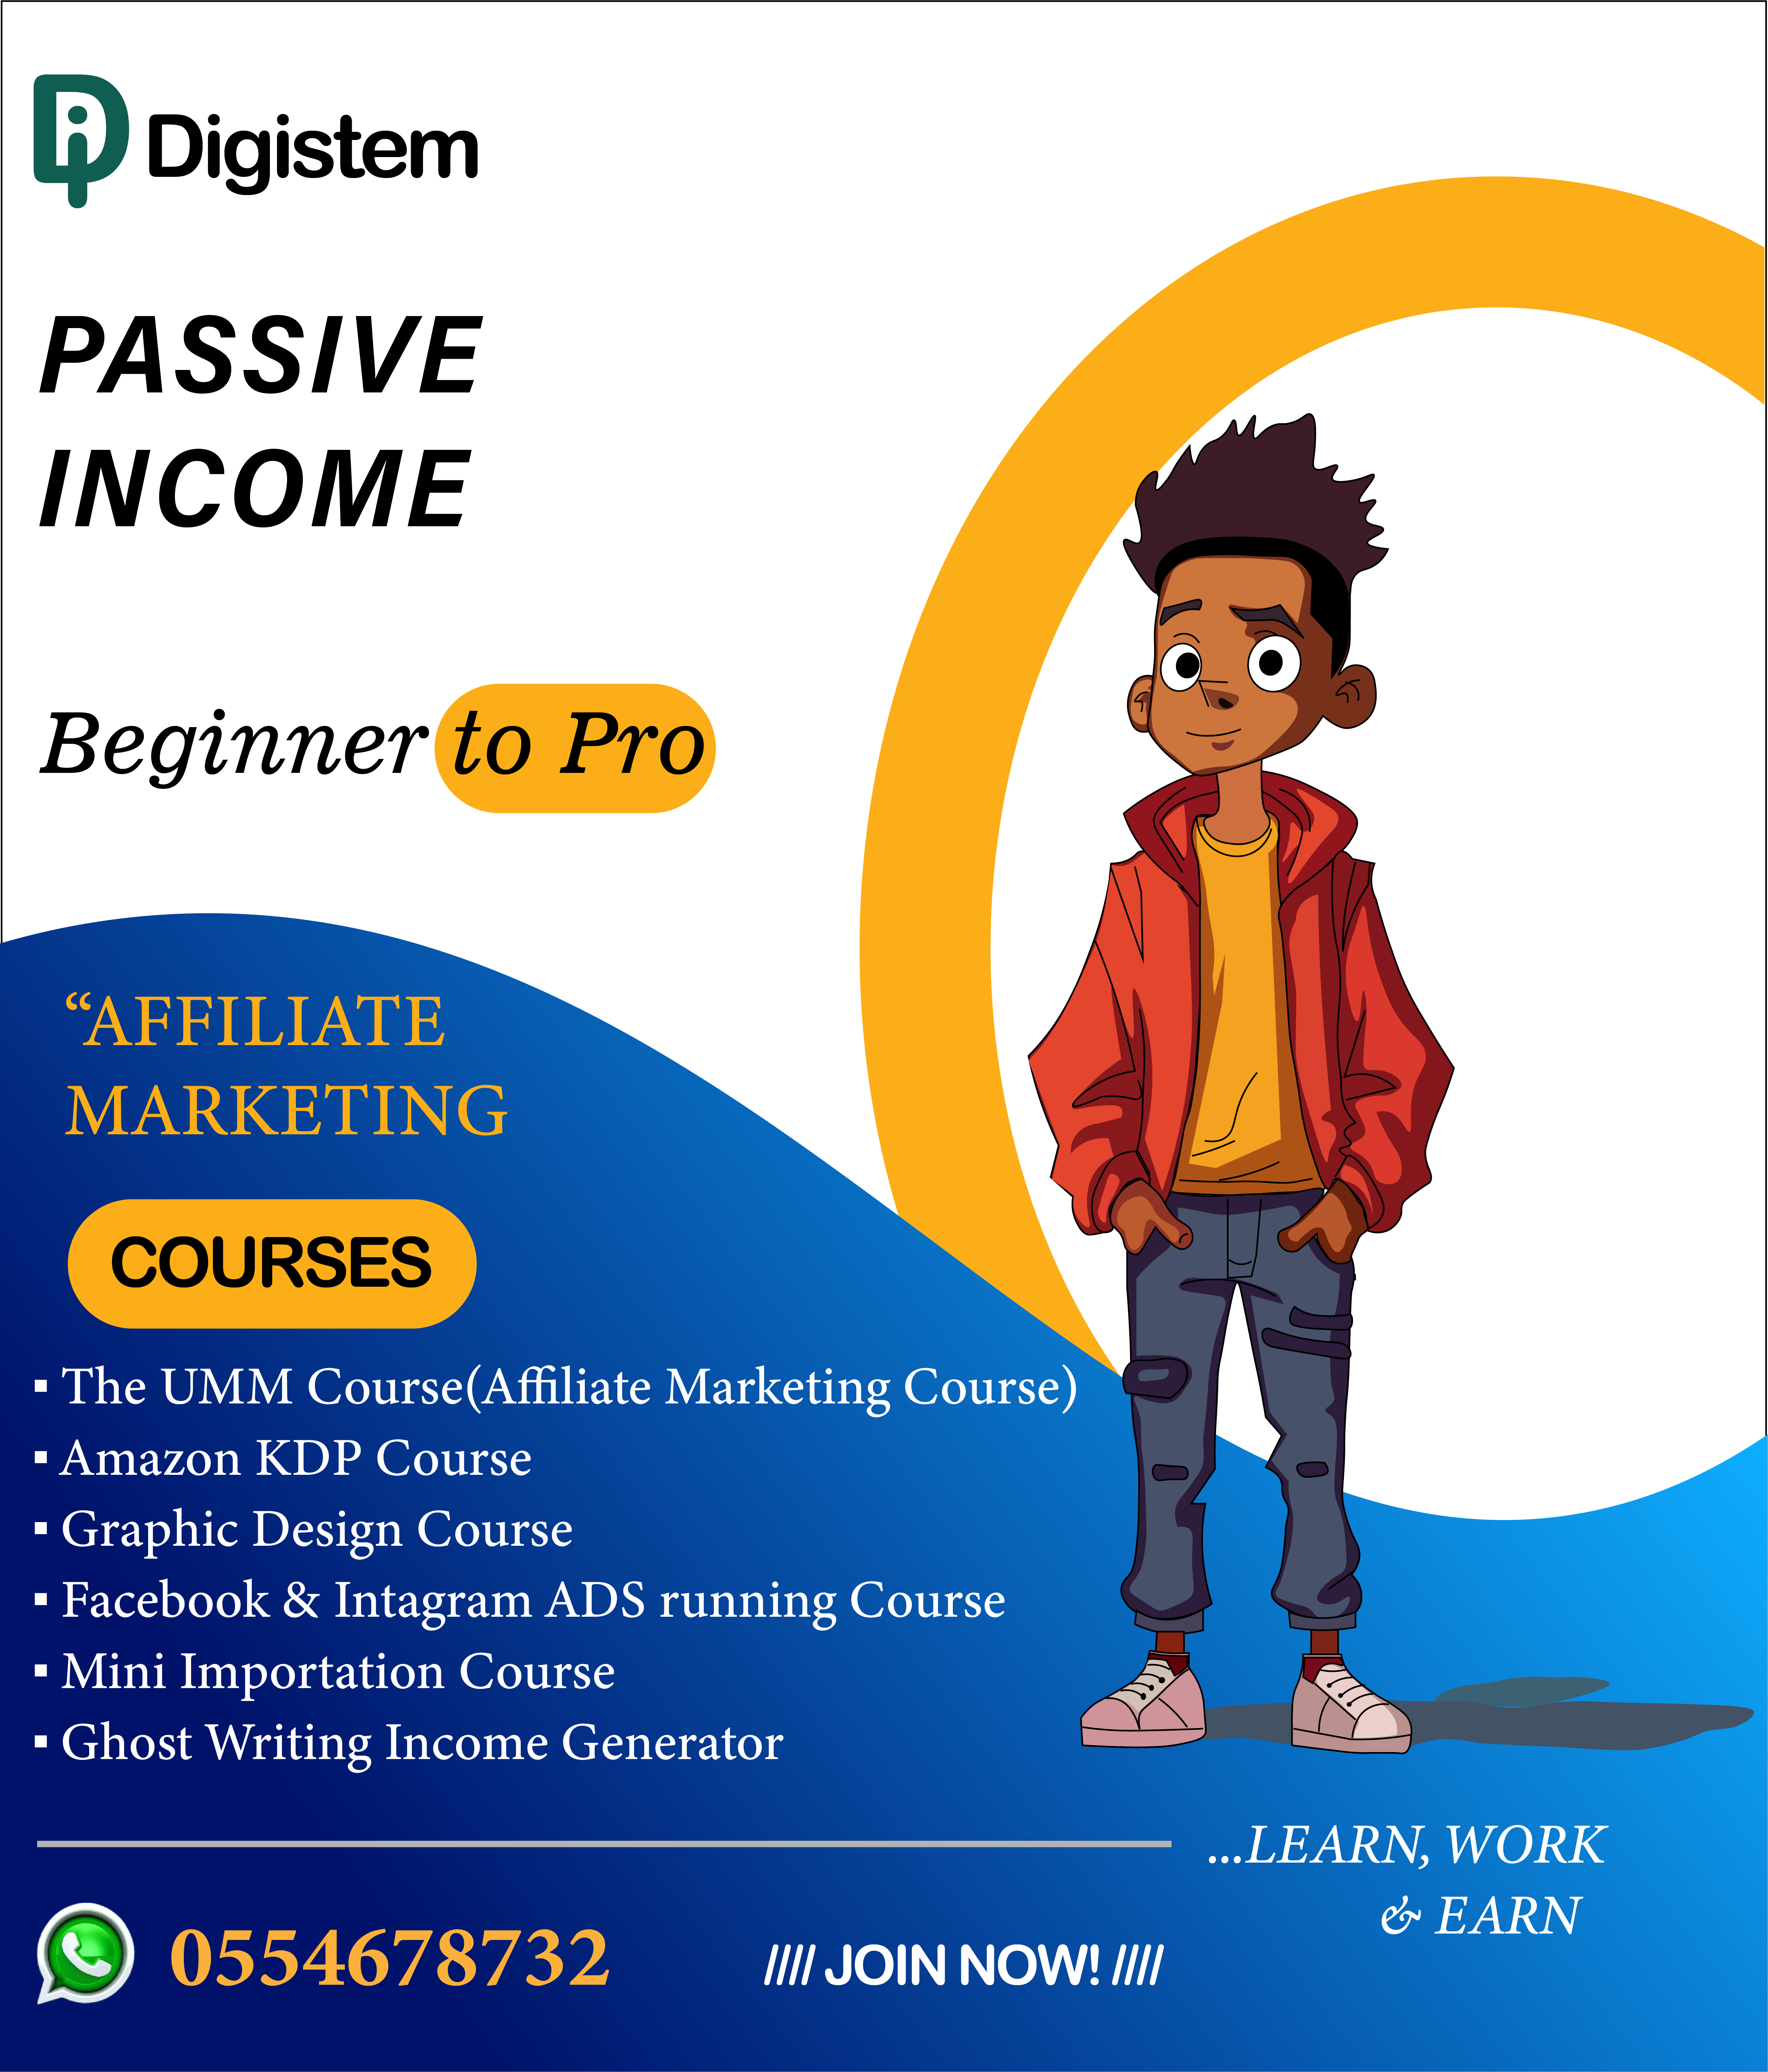 Digistem
PASSIVE
INCOME
Beginner to Pro
“AFFILIATE
MARKETING
COURSES
▪ The UMM Course(Affiliate Marketing Course)
▪ Amazon KDP Course
▪ Graphic Design Course
▪ Facebook & Intagram ADS running Course
▪ Mini Importation Course
▪ Ghost Writing Income Generator
...LEARN, WORK
& EARN
0554678732
//// JOIN NOW! ////